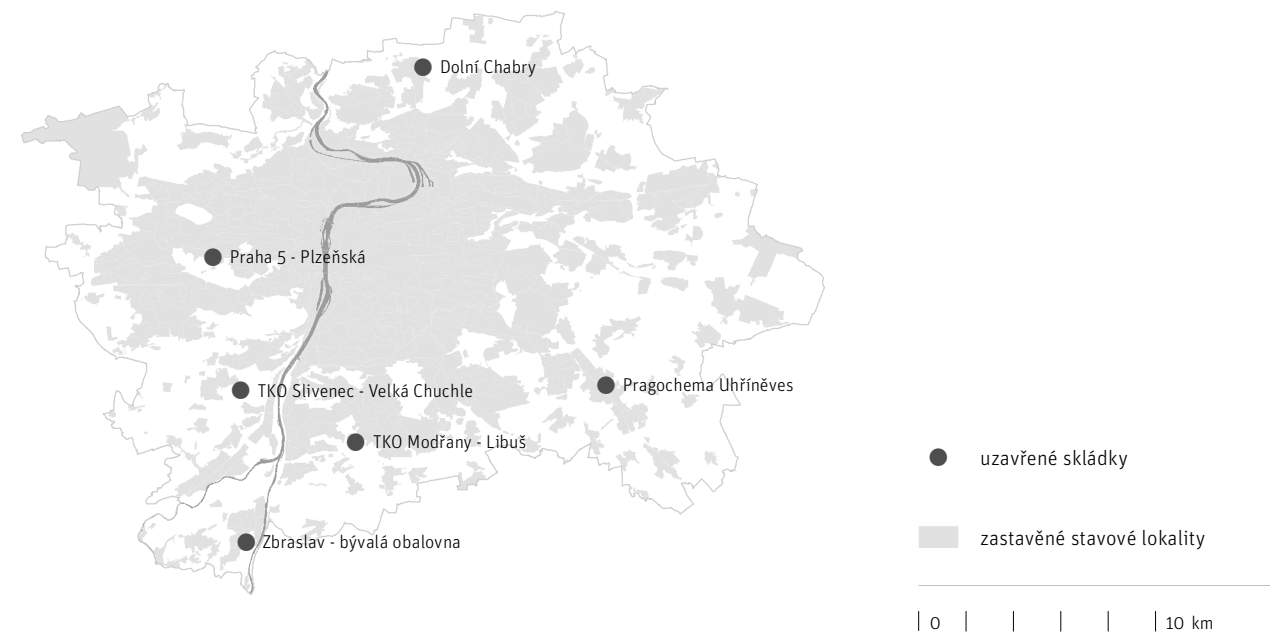 Dolní Chabry
Praha 5 - Plzeňská
TKO Slivenec - Velká Chuchle
Pragochema Uhříněves
TKO Modřany - Libuš
Zbraslav - bývalá obalovna
uzavřené skládky
zastavěné stavové lokality
0 10 km